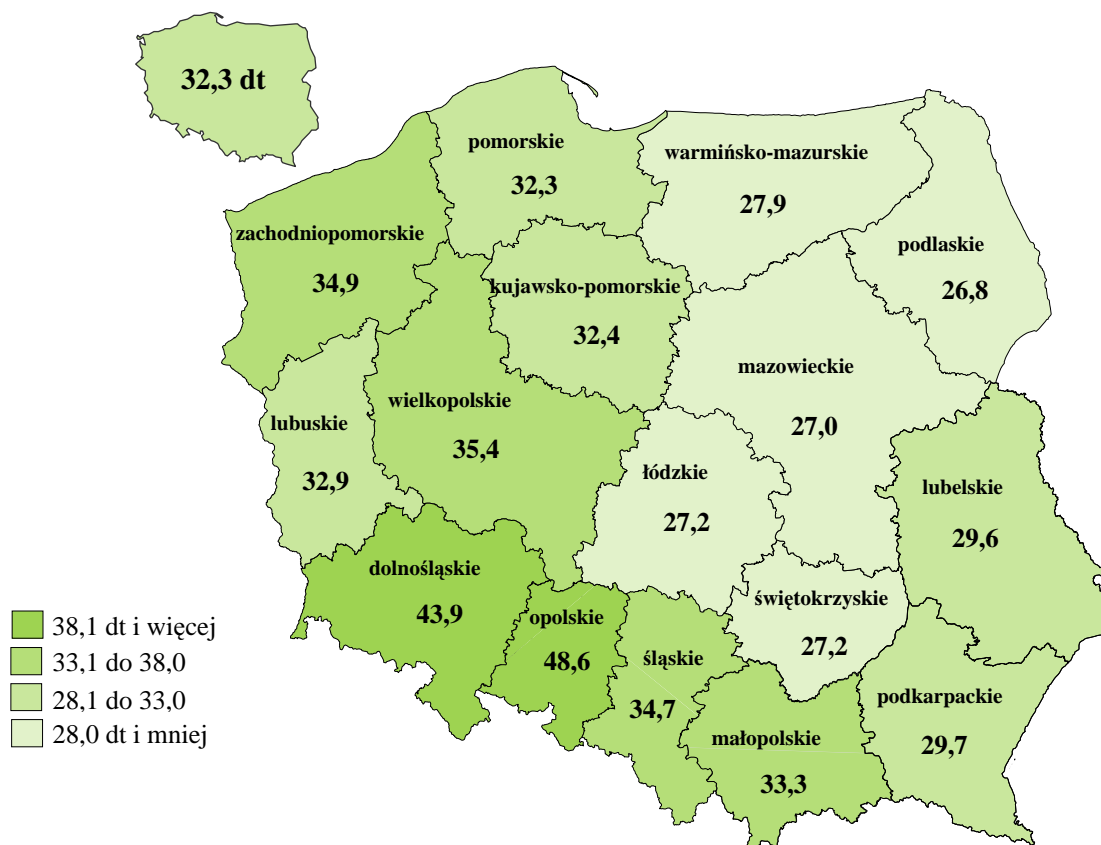 32,3 dt
pomorskie
32,3
warmińsko-mazurskie
27,9
zachodniopomorskie
34,9
podlaskie
26,8
kujawsko-pomorskie
32,4
mazowieckie
27,0
wielkopolskie
35,4
lubuskie
32,9
łódzkie
27,2
lubelskie
29,6
dolnośląskie
43,9
opolskie
48,6
świętokrzyskie
27,2
śląskie
34,7
podkarpackie
29,7
małopolskie
33,3
38,1 dt i więcej
33,1 do 38,0
28,1 do 33,0
28,0 dt i mniej